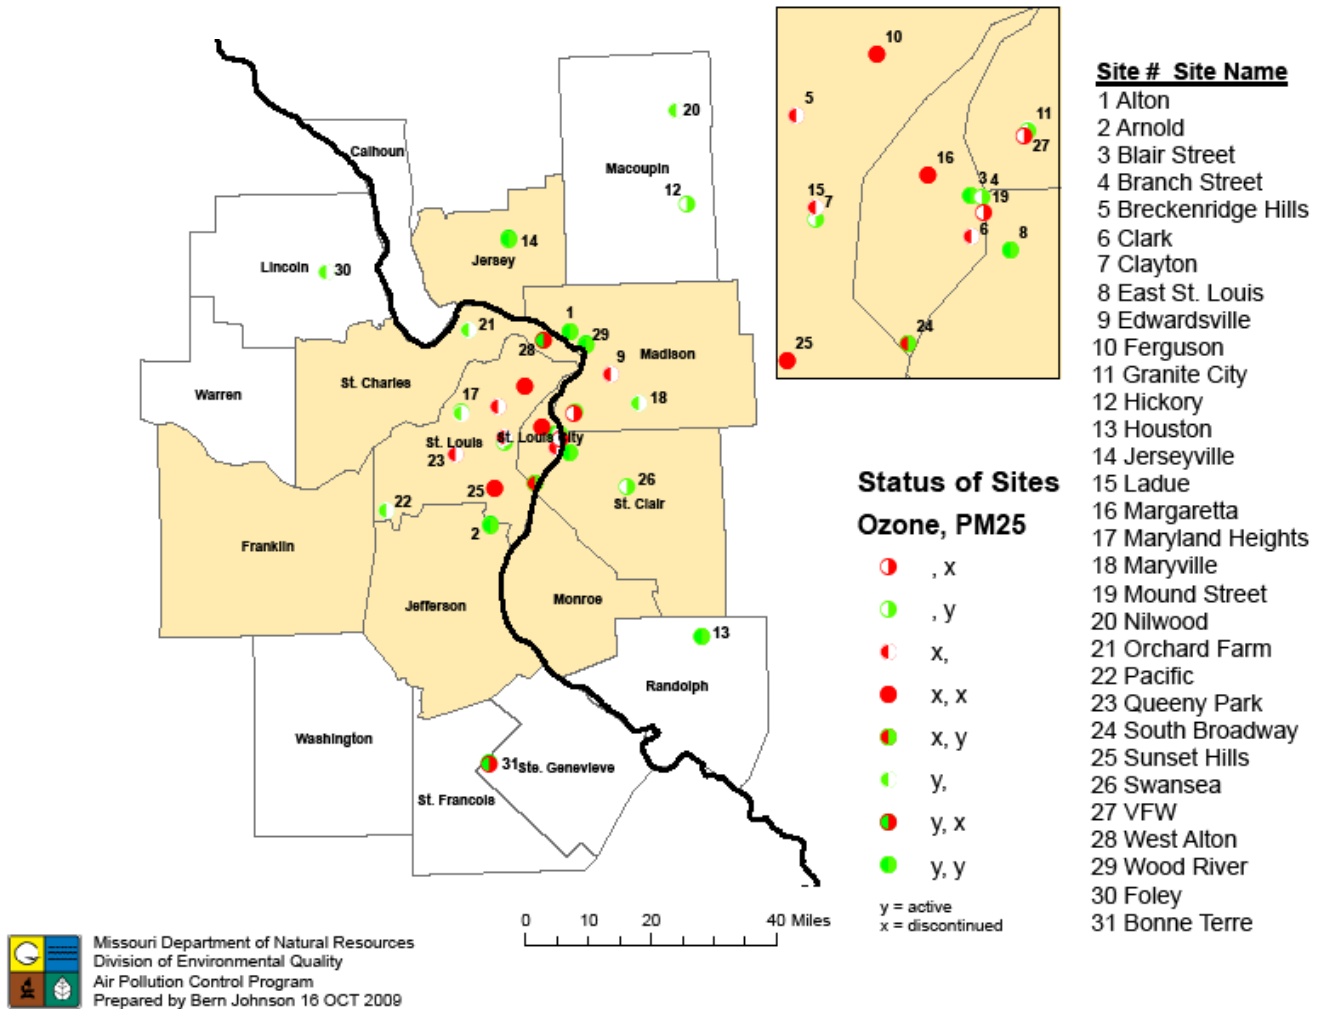 Calhoun
Macoupin
20
12
14
Jersey
Lincoln
30
21
1
28
29
Madison
9
St. Charles
Warren
17
18
St. Louis
St. Louis City
23
25
26
St. Clair
22
2
Franklin
Jefferson
Monroe
13
Randolph
Washington
31
Ste. Genevieve
St. Francois
10
5
11
27
16
15
7
3 4
19
6
8
24
25
Site # Site Name
1 Alton
2 Arnold
3 Blair Street
4 Branch Street
5 Breckenridge Hills
6 Clark
7 Clayton
8 East St. Louis
9 Edwardsville
10 Ferguson
11 Granite City
12 Hickory
13 Houston
14 Jerseyville
15 Ladue
16 Margaretta
17 Maryland Heights
18 Maryville
19 Mound Street
20 Nilwood
21 Orchard Farm
22 Pacific
23 Queeny Park
24 South Broadway
25 Sunset Hills
26 Swansea
27 VFW
28 West Alton
29 Wood River
30 Foley
31 Bonne Terre
Status of Sites
Ozone, PM25
, x
, y
x,
x, x
x, y
y,
y, x
y, y
y = active
x = discontinued
0 10 20 40 Miles
Missouri Department of Natural Resources
Division of Environmental Quality
Air Pollution Control Program
Prepared by Bern Johnson 16 OCT 2009